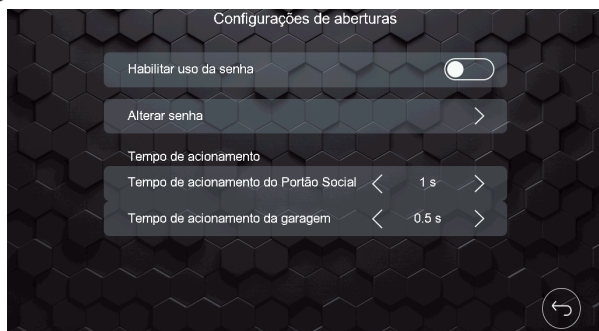 Configurações de aberturas
Habilitar uso da senha
Alterar senha
Tempo de acionamento
Tempo de acionamento do Portão Social 1 s
Tempo de acionamento da garagem 0.5 s